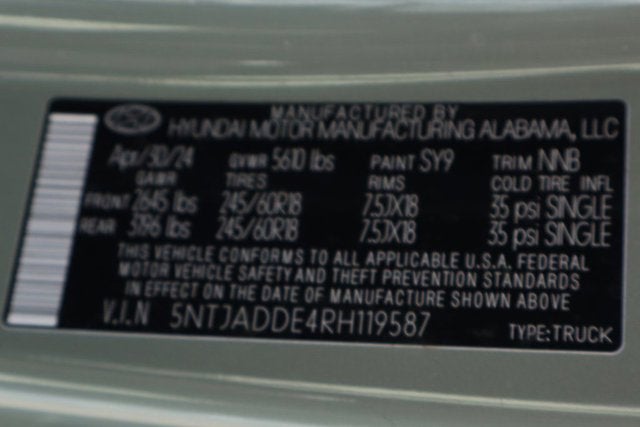 MANUFACTURED BY
HYUNDAI MOTOR MANUFACTURING ALABAMA, LLC
Apr/30/24 GVWR 5610 lbs PAINT SY9 TRIM NNB
GAWR TIRES RIMS COLD TIRE INFL
FRONT 2645 lbs 245/60R18 7.5JX18 35 psi SINGLE
REAR 3196 lbs 245/60R18 7.5JX18 35 psi SINGLE
THIS VEHICLE CONFORMS TO ALL APPLICABLE U.S.A. FEDERAL
MOTOR VEHICLE SAFETY AND THEFT PREVENTION STANDARDS
IN EFFECT ON THE DATE OF MANUFACTURE SHOWN ABOVE
V.I.N 5NTJADDE4RH119587 TYPE:TRUCK